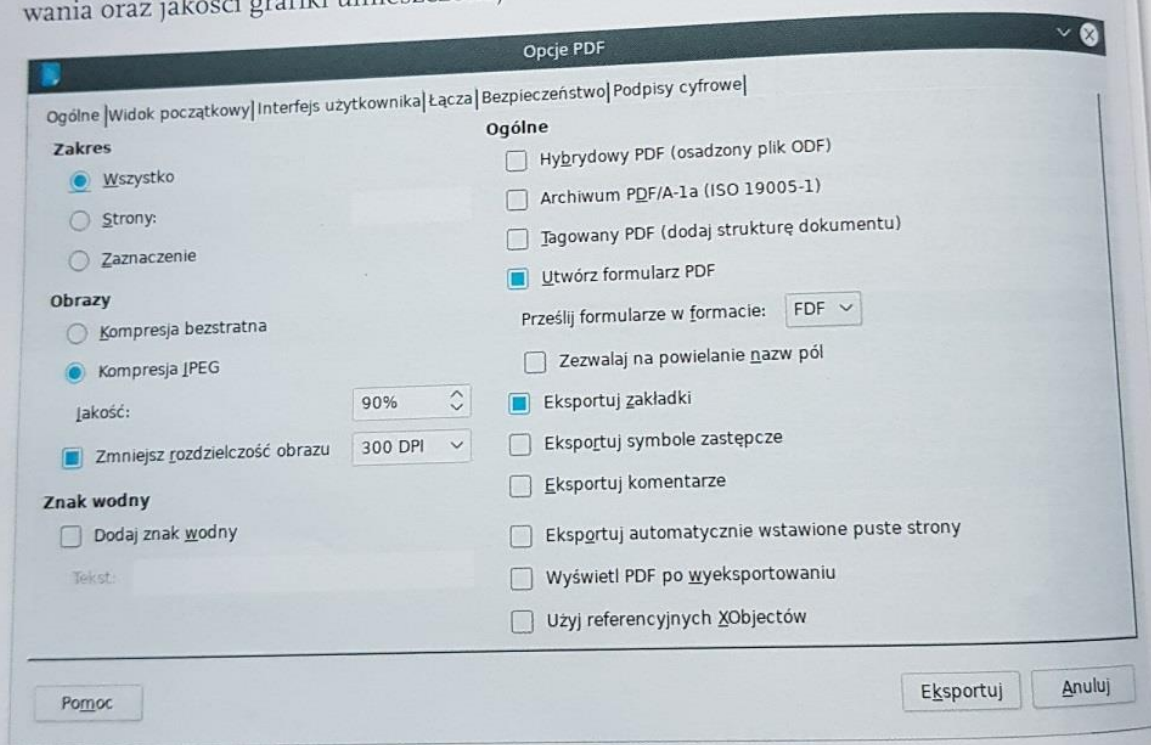 wania oraz jakości grafiki
Opcje PDF
Ogólne Widok początkowy Interfejs użytkownika Łącza Bezpieczeństwo Podpisy cyfrowe
Zakres
Wszystko
Strony:
Zaznaczenie
Obrazy
Kompresja bezstratna
Kompresja JPEG
Jakość: 90%
Zmniejsz rozdzielczość obrazu 300 DPI
Znak wodny
Dodaj znak wodny
Tekst:
Ogólne
Hybrydowy PDF (osadzony plik ODF)
Archiwum PDF/A-1a (ISO 19005-1)
Tagowany PDF (dodaj strukturę dokumentu)
Utwórz formularz PDF
Prześlij formularze w formacie: FDF
Zezwalaj na powielanie nazw pól
Eksportuj zakładki
Eksportuj symbole zastępcze
Eksportuj komentarze
Eksportuj automatycznie wstawione puste strony
Wyświetl PDF po wyeksportowaniu
Użyj referencyjnych XObjectów
Pomoc
Eksportuj
Anuluj